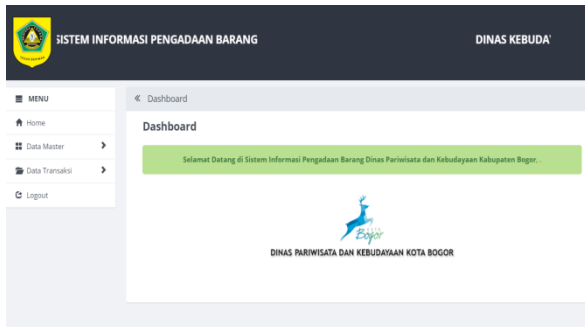 SISTEM INFORMASI PENGADAAN BARANG
DINAS KEBUDA
MENU
« Dashboard
Home
Dashboard
Data Master
Selamat Datang di Sistem Informasi Pengadaan Barang Dinas Pariwisata dan Kebudayaan Kabupaten Bogor, .
Data Transaksi
Logout
Bogor
DINAS PARIWISATA DAN KEBUDAYAAN KOTA BOGOR